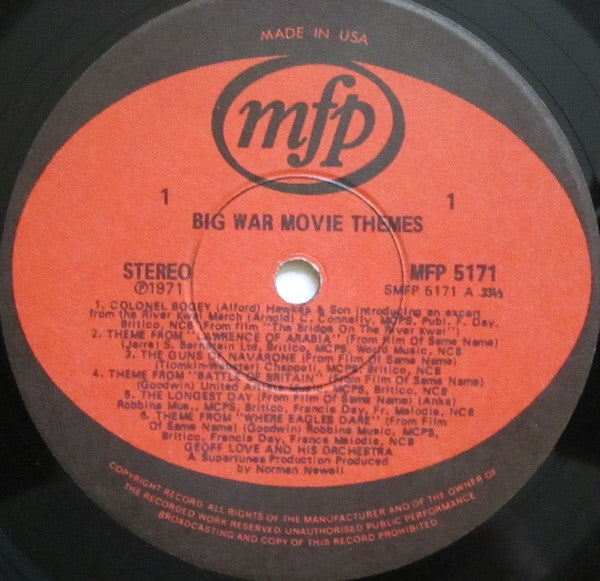 MADE IN USA
mfp
1 1
BIG WAR MOVIE THEMES
STEREO MFP 5171
℗1971 SMFP 5171 A 33⅓
1. COLONEL BOGEY (Alford) Hawkes & Son introducing an excert
from the River Kwai March (Arnold) C. Connelly, MCPS, Publ. F. Day,
Britico, NCB (From film "The Bridge On The River Kwai")
2. THEME FROM "LAWRENCE OF ARABIA" (From Film Of Same Name)
(Jarre) S. Bernstein Ltd, Britico, MCPS, World Music, NCB
3. THE GUNS OF NAVARONE (From Film Of Same Name)
(Tiomkin-Webster) Chappell, MCPS, Britico, NCB
4. THEME FROM "BATTLE OF BRITAIN" (From Film Of Same Name)
(Goodwin) United Artists Music, MCPS, Britico, NCB
5. THE LONGEST DAY (From Film Of Same Name) (Anka)
Robbins Mus., MCPS, Britico, Francis Day, Fr. Melodie, NCB
6. THEME FROM "WHERE EAGLES DARE" (From Film
Of Same Name) (Goodwin) Robbins Music, MCPS,
Britico, Francis Day, France Melodie, NCB
GEOFF LOVE AND HIS ORCHESTRA
A Supertunes Production Produced
by Norman Newell
COPYRIGHT RECORD. ALL RIGHTS OF THE MANUFACTURER AND OF THE OWNER OF
THE RECORDED WORK RESERVED UNAUTHORISED PUBLIC PERFORMANCE
BROADCASTING AND COPY OF THIS RECORD PROHIBITED